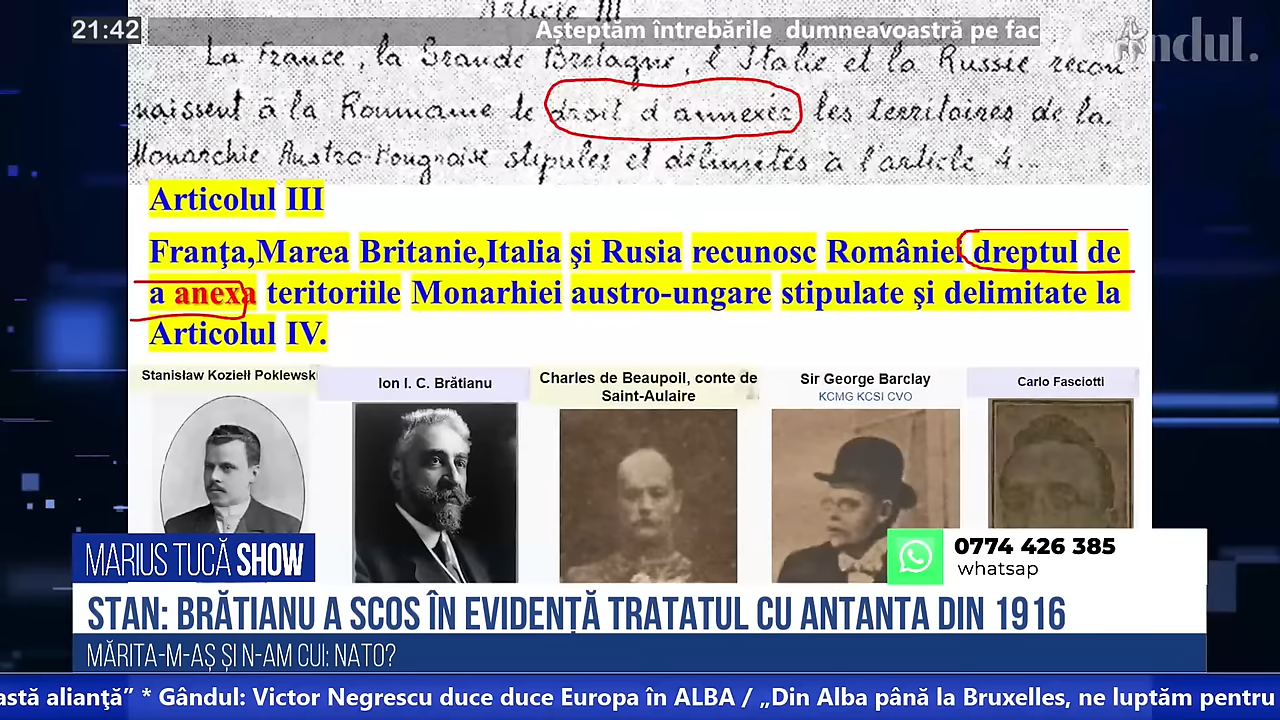 Article III
21:42
Așteptăm întrebările dumneavoastră pe fac
Gândul.
La France, la Grande Bretagne, l'Italie et la Russie recon
naissent à la Roumanie le droit d'annexer les territoires de la
Monarchie Austro-Hongroise stipulés et délimités à l'article 4...
Articolul III
Franţa,Marea Britanie,Italia şi Rusia recunosc României dreptul de
a anexa teritoriile Monarhiei austro-ungare stipulate şi delimitate la
Articolul IV.
Stanisław Koziełł Poklewski
Ion I. C. Brătianu
Charles de Beaupoil, conte de
Saint-Aulaire
Sir George Barclay
KCMG KCSI CVO
Carlo Fasciotti
MARIUS TUCĂ SHOW
0774 426 385
whatsap
STAN: BRĂTIANU A SCOS ÎN EVIDENȚĂ TRATATUL CU ANTANTA DIN 1916
MĂRITA-M-AȘ ȘI N-AM CUI: NATO?
astă alianţă” * Gândul: Victor Negrescu duce duce Europa în ALBA / „Din Alba până la Bruxelles, ne luptăm pentru